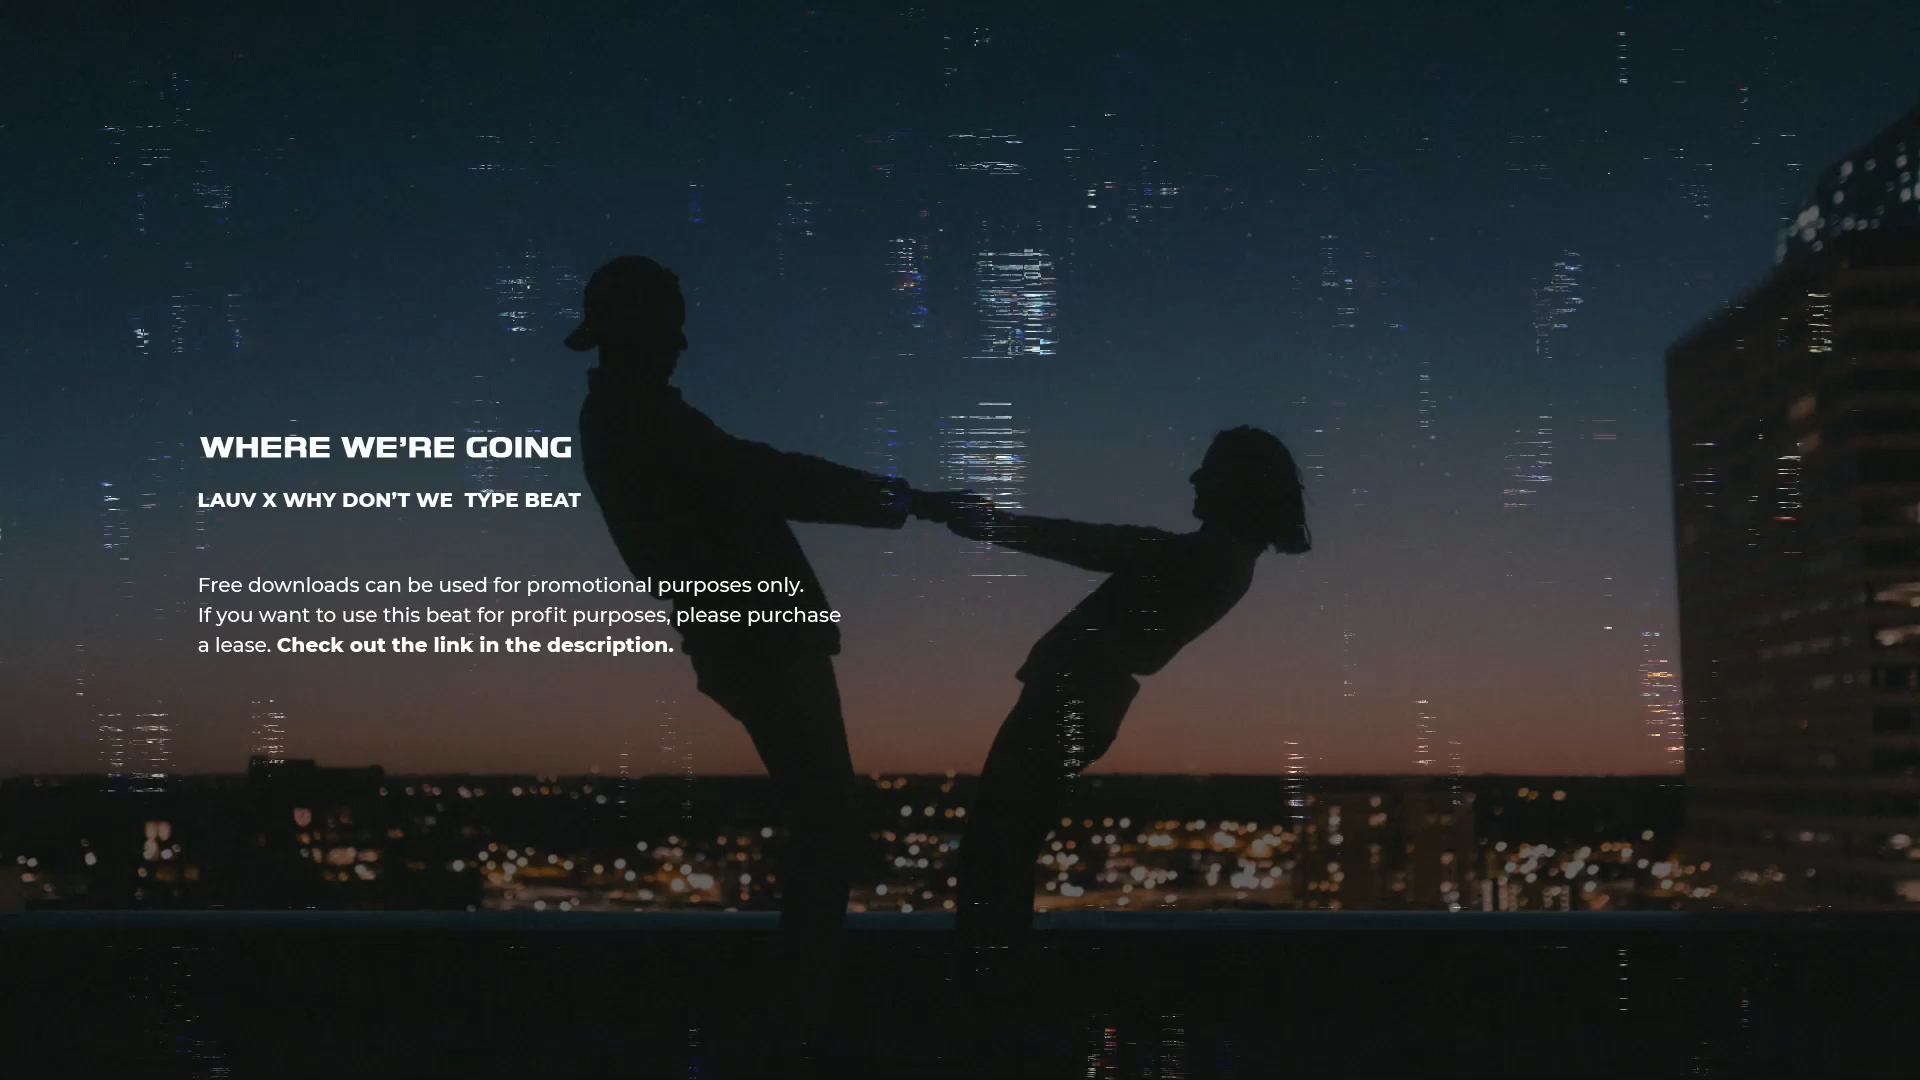 WHERE WE’RE GOING
LAUV X WHY DON’T WE  TYPE BEAT
Free downloads can be used for promotional purposes only.
If you want to use this beat for profit purposes, please purchase
a lease. Check out the link in the description.